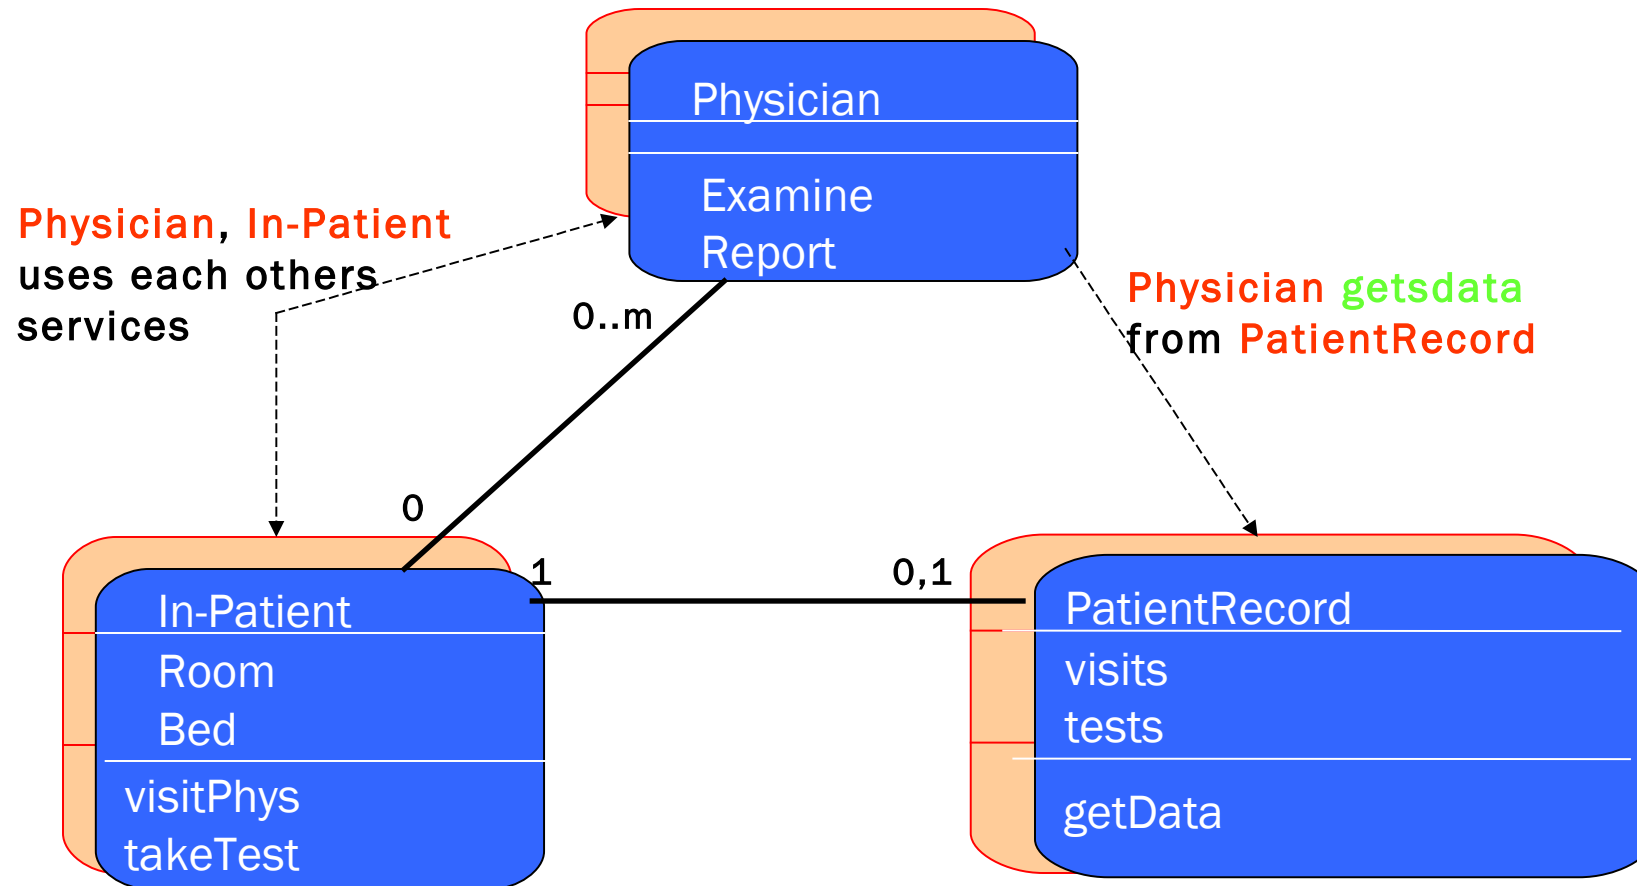 Physician
Examine
Report
Physician, In-Patient
uses each others
services
Physician getsdata
from PatientRecord
0..m
0
1
0,1
In-Patient
Room
Bed
visitPhys
takeTest
PatientRecord
visits
tests
getData